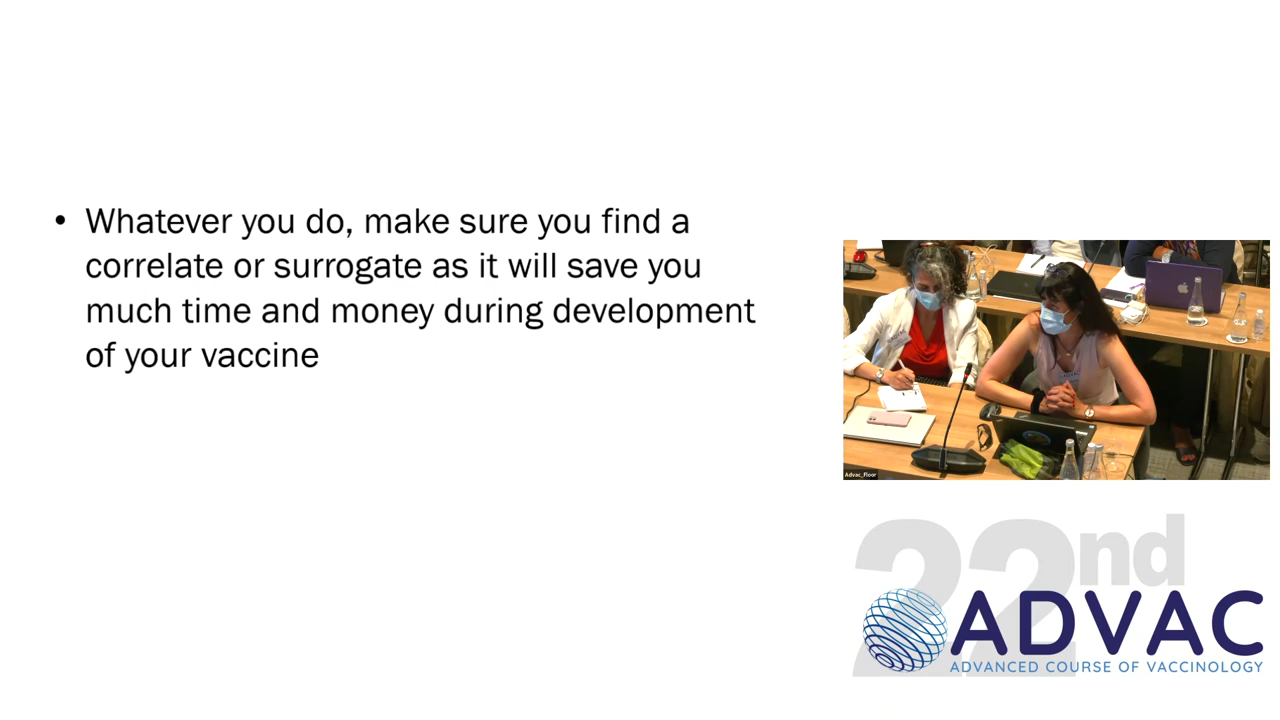 • Whatever you do, make sure you find a
correlate or surrogate as it will save you
much time and money during development
of your vaccine
Advac_Floor
22nd
ADVAC
ADVANCED COURSE OF VACCINOLOGY